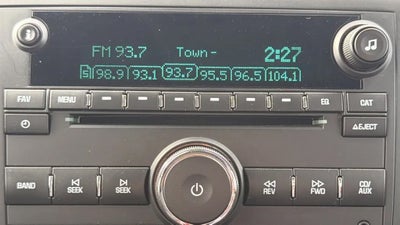 FM 93.7 Town- 2:27
5 98.9 93.1 93.7 95.5 96.5 104.1
FAV MENU EQ CAT
EJECT
BAND SEEK SEEK REV FWD CD/AUX